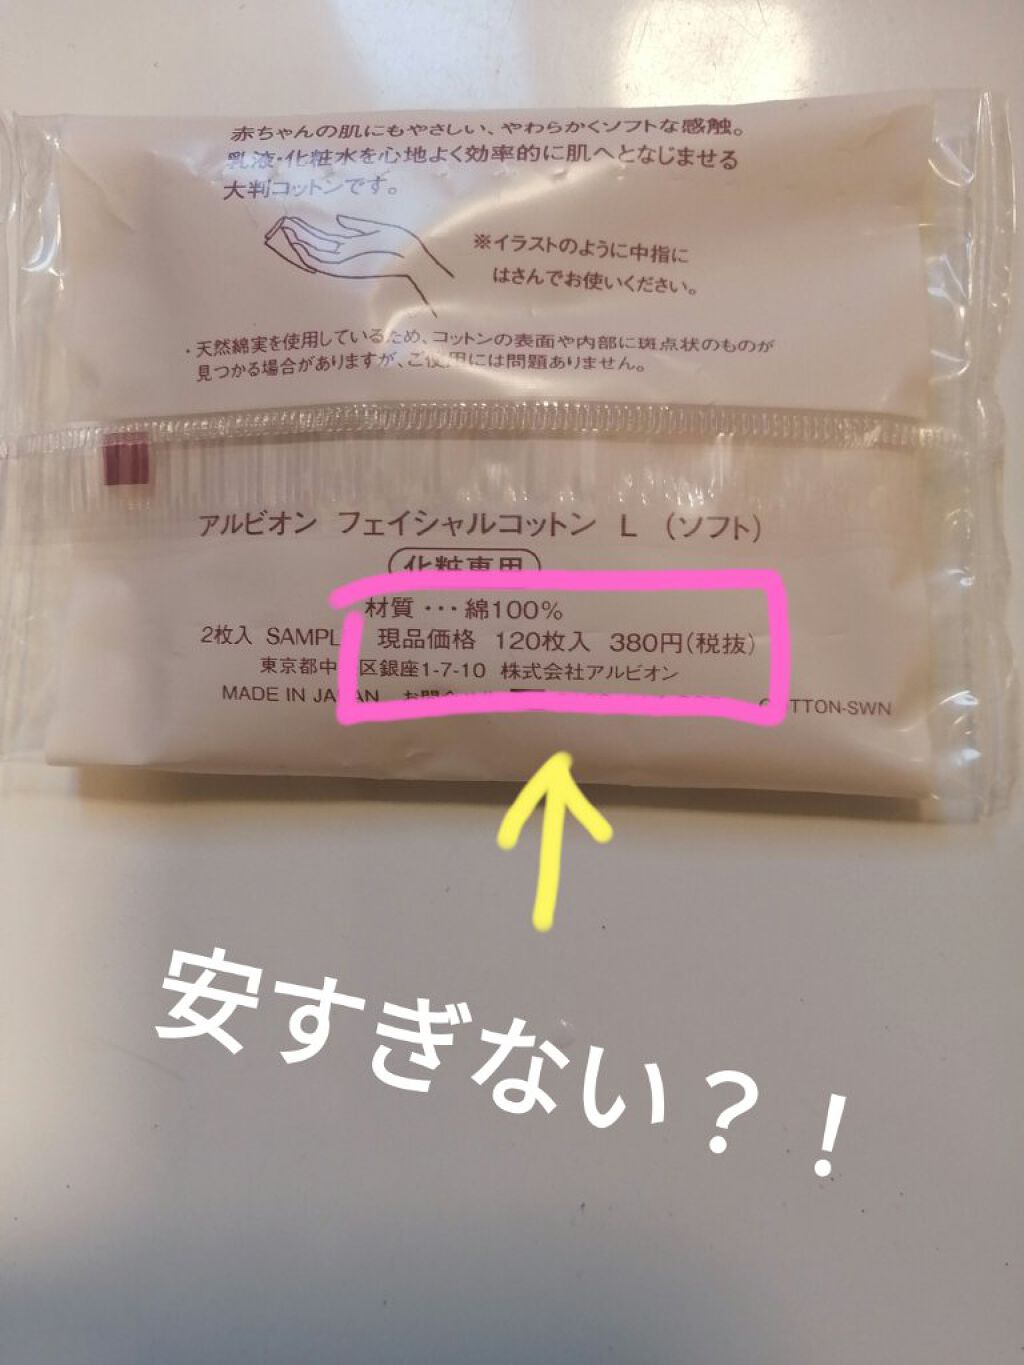 赤ちゃんの肌にもやさしい、やわらかくソフトな感触。
乳液・化粧水を心地よく効率的に肌へとなじませる
大判コットンです。
※イラストのように中指に
はさんでお使いください。
・天然綿実を使用しているため、コットンの表面や内部に斑点状のものが
見つかる場合がありますが、ご使用には問題ありません。
アルビオン フェイシャルコットン L (ソフト)
化粧専用
材質・・・綿100%
2枚入 SAMPL 現品価格 120枚入 380円(税抜)
東京都中 区銀座1-7-10 株式会社アルビオン
MADE IN JAPAN TTON-SWN
安すぎない?!